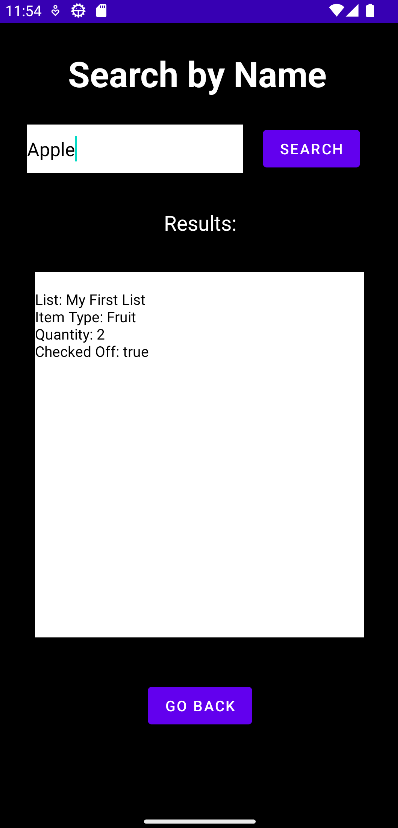 11:54
Search by Name
Apple
SEARCH
Results:
List: My First List
Item Type: Fruit
Quantity: 2
Checked Off: true
GO BACK